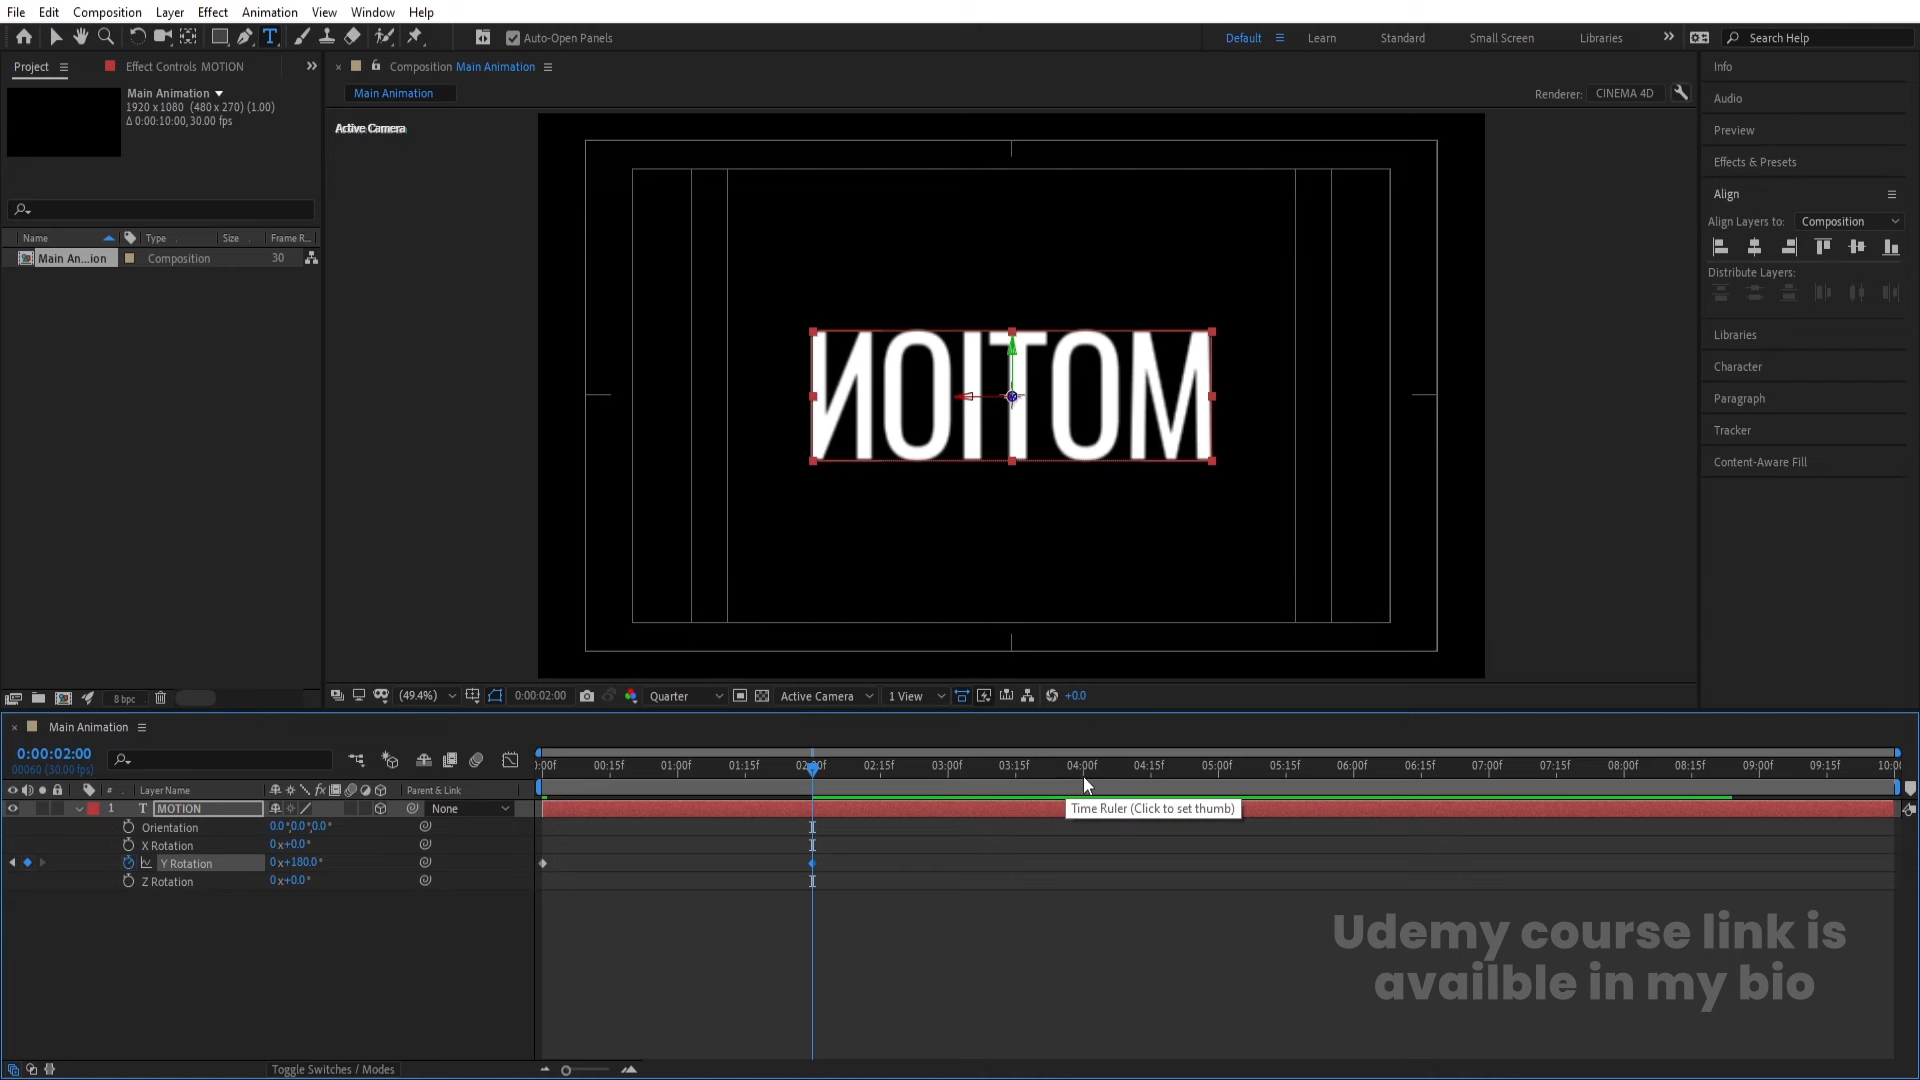 File Edit Composition Layer Effect Animation View Window Help
Auto-Open Panels
Default Learn Standard Small Screen Libraries Search Help
Project Effect Controls MOTION
Composition Main Animation
Info
Main Animation
1920 x 1080 (480 x 270) (1.00)
Δ 0:00:10:00, 30.00 fps
Main Animation
Renderer: CINEMA 4D
Audio
Active Camera
Preview
Effects & Presets
Align
Align Layers to: Composition
Distribute Layers:
Name Type Size Frame R...
Main An...ion Composition 30
Libraries
Character
Paragraph
Tracker
Content-Aware Fill
MOTION
8 bpc
(49.4%) 0:00:02:00 Quarter Active Camera 1 View +0.0
Main Animation
0:00:02:00
00060 (30.00 fps)
):00f 00:15f 01:00f 01:15f 02:00f 02:15f 03:00f 03:15f 04:00f 04:15f 05:00f 05:15f 06:00f 06:15f 07:00f 07:15f 08:00f 08:15f 09:00f 09:15f 10:00
# Layer Name fx Parent & Link
1 T MOTION None
Time Ruler (Click to set thumb)
Orientation 0.0°,0.0°,0.0°
X Rotation 0x+0.0°
Y Rotation 0x+180.0°
Z Rotation 0x+0.0°
Udemy course link is
availble in my bio
Toggle Switches / Modes